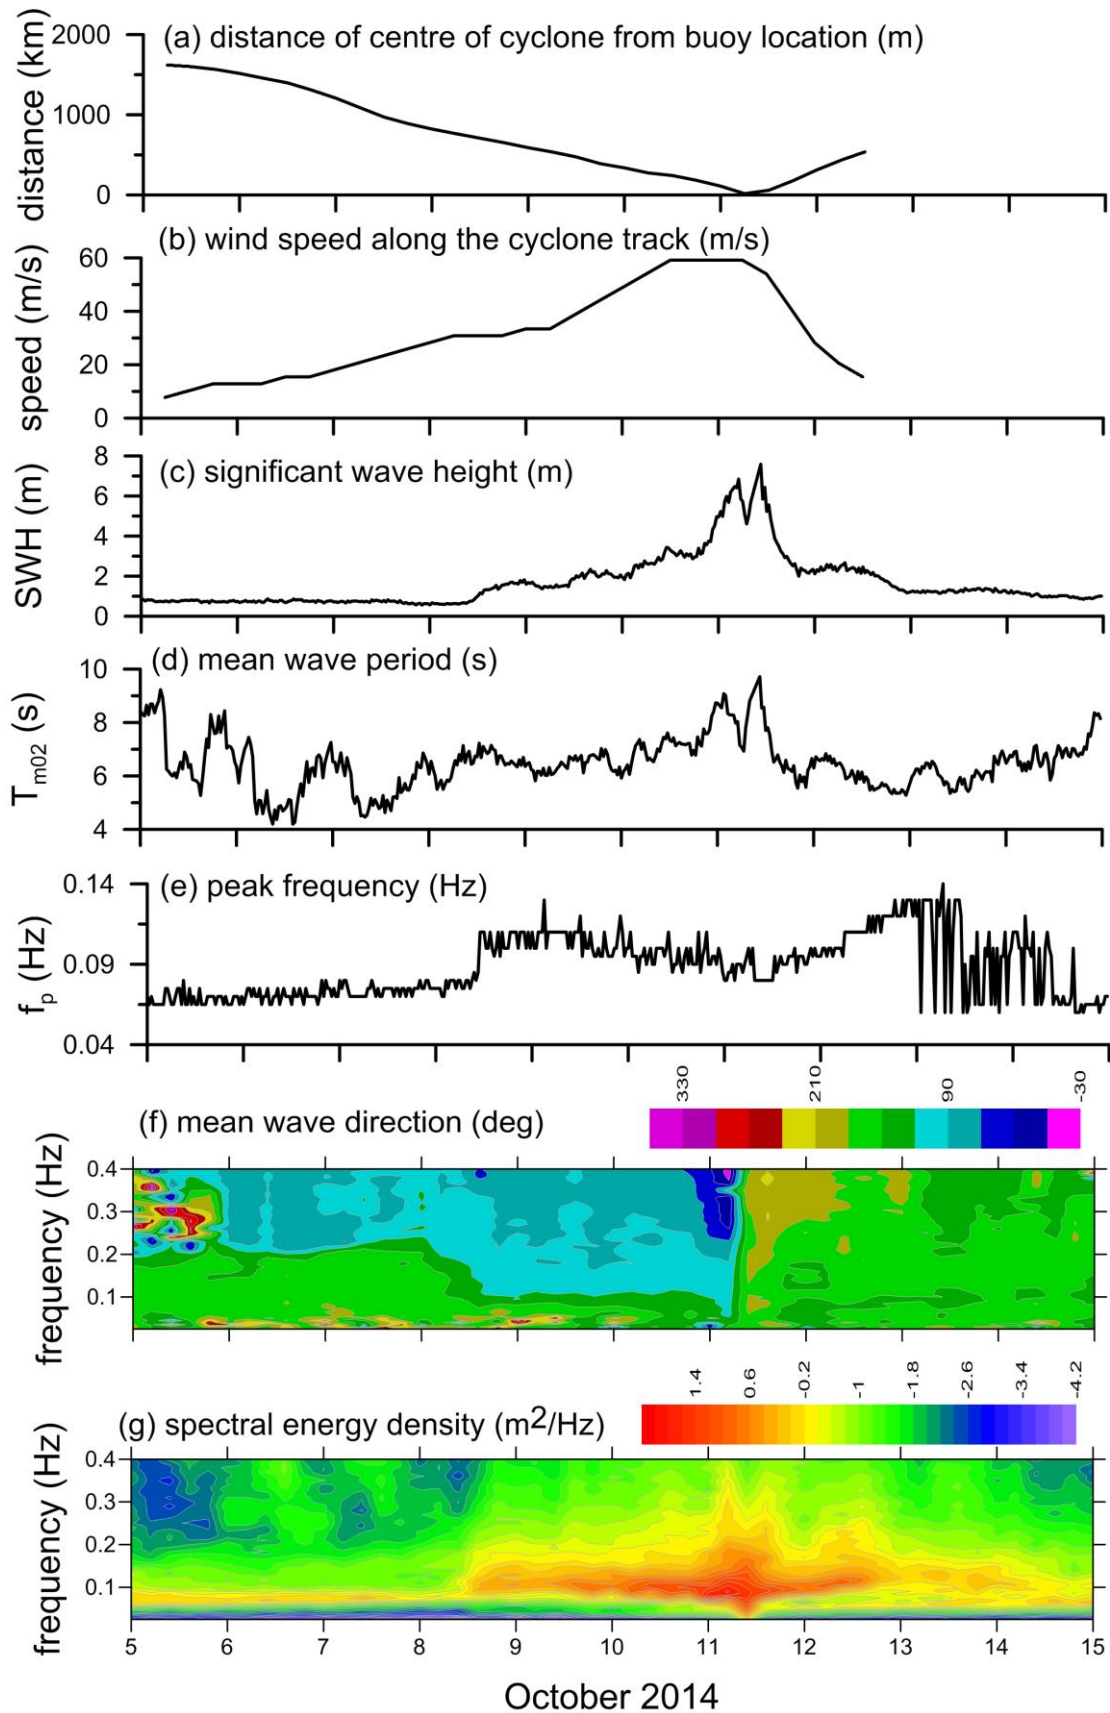 (a) distance of centre of cyclone from buoy location (m)
distance (km)
2000
1000
0
(b) wind speed along the cyclone track (m/s)
speed (m/s)
60
40
20
0
(c) significant wave height (m)
SWH (m)
8
6
4
2
0
(d) mean wave period (s)
Tm02 (s)
10
8
6
4
(e) peak frequency (Hz)
fp (Hz)
0.14
0.09
0.04
(f) mean wave direction (deg)
330 210 90 -30
frequency (Hz)
0.4
0.3
0.2
0.1
(g) spectral energy density (m2/Hz)
1.4 0.6 -0.2 -1 -1.8 -2.6 -3.4 -4.2
frequency (Hz)
0.4
0.3
0.2
0.1
5 6 7 8 9 10 11 12 13 14 15
October 2014